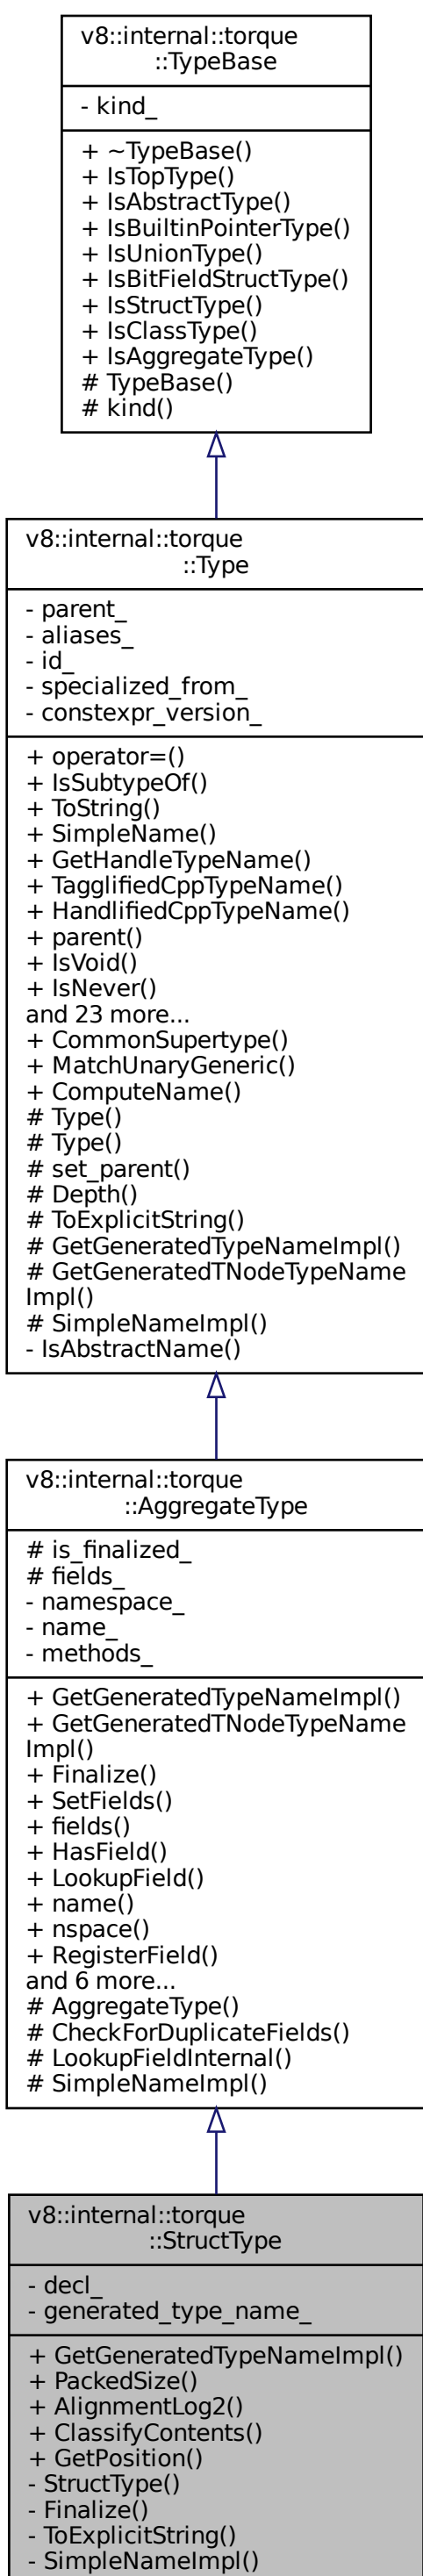 v8::internal::torque
::TypeBase
- kind_
+ ~TypeBase()
+ IsTopType()
+ IsAbstractType()
+ IsBuiltinPointerType()
+ IsUnionType()
+ IsBitFieldStructType()
+ IsStructType()
+ IsClassType()
+ IsAggregateType()
# TypeBase()
# kind()
v8::internal::torque
::Type
- parent_
- aliases_
- id_
- specialized_from_
- constexpr_version_
+ operator=()
+ IsSubtypeOf()
+ ToString()
+ SimpleName()
+ GetHandleTypeName()
+ TagglifiedCppTypeName()
+ HandlifiedCppTypeName()
+ parent()
+ IsVoid()
+ IsNever()
and 23 more...
+ CommonSupertype()
+ MatchUnaryGeneric()
+ ComputeName()
# Type()
# Type()
# set_parent()
# Depth()
# ToExplicitString()
# GetGeneratedTypeNameImpl()
# GetGeneratedTNodeTypeName
Impl()
# SimpleNameImpl()
- IsAbstractName()
v8::internal::torque
::AggregateType
# is_finalized_
# fields_
- namespace_
- name_
- methods_
+ GetGeneratedTypeNameImpl()
+ GetGeneratedTNodeTypeName
Impl()
+ Finalize()
+ SetFields()
+ fields()
+ HasField()
+ LookupField()
+ name()
+ nspace()
+ RegisterField()
and 6 more...
# AggregateType()
# CheckForDuplicateFields()
# LookupFieldInternal()
# SimpleNameImpl()
v8::internal::torque
::StructType
- decl_
- generated_type_name_
+ GetGeneratedTypeNameImpl()
+ PackedSize()
+ AlignmentLog2()
+ ClassifyContents()
+ GetPosition()
- StructType()
- Finalize()
- ToExplicitString()
- SimpleNameImpl()